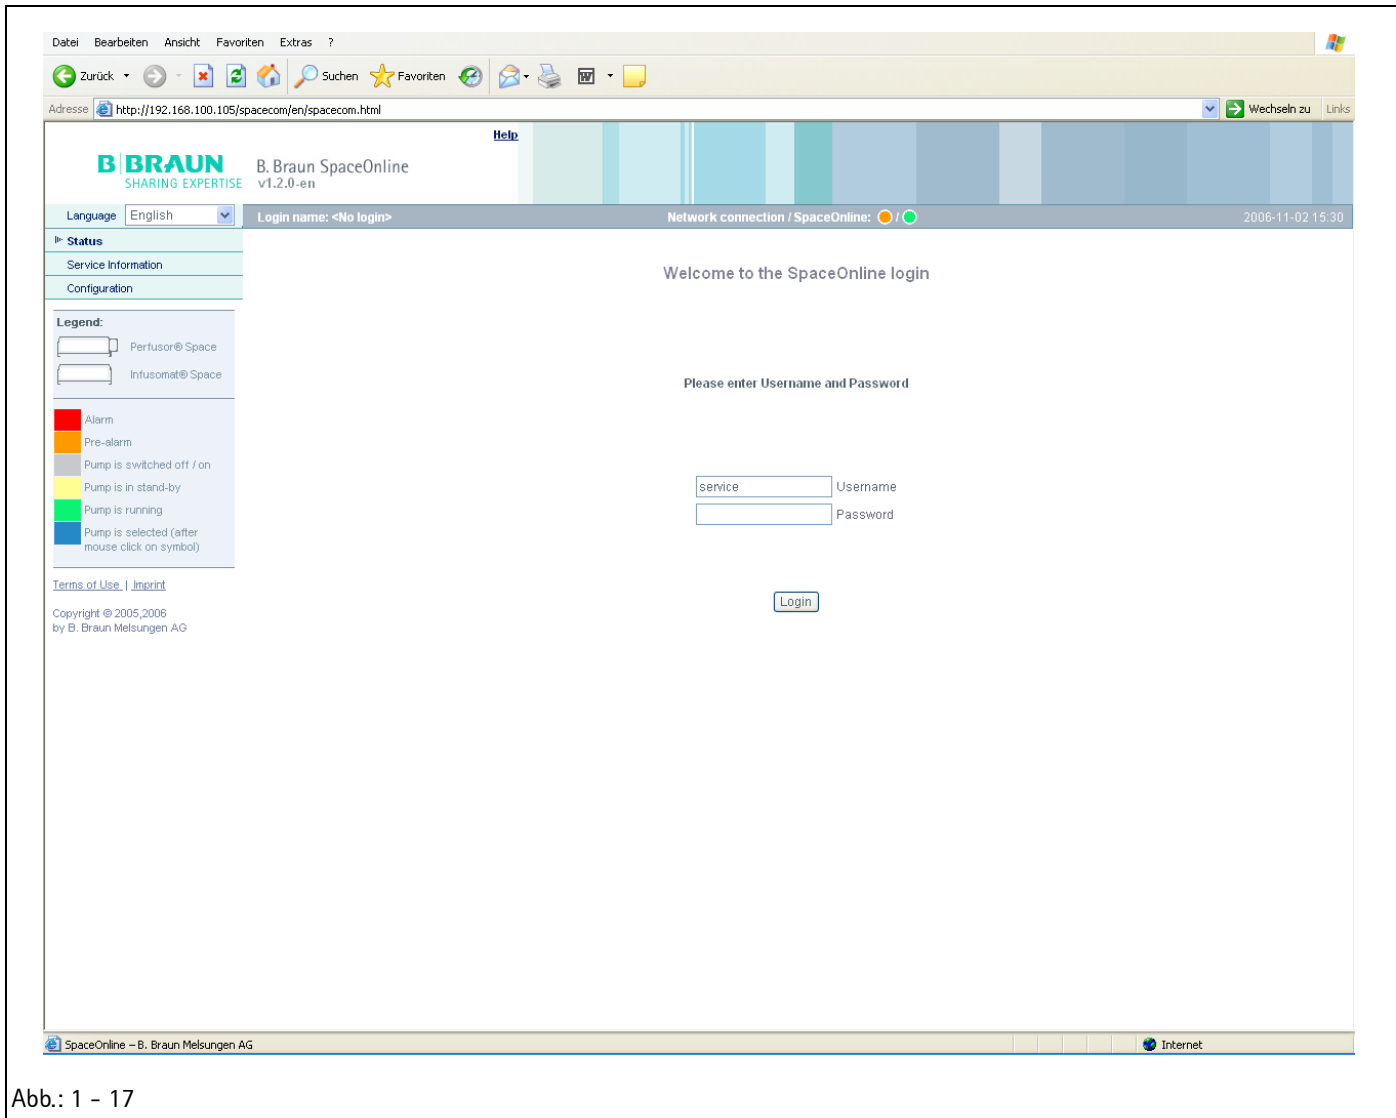 Datei Bearbeiten Ansicht Favoriten Extras ?
Zurück Suchen Favoriten
Adresse http://192.168.100.105/spacecom/en/spacecom.html Wechseln zu Links
Help
B BRAUN
SHARING EXPERTISE
B. Braun SpaceOnline
v1.2.0-en
Language English Login name: <No login> Network connection / SpaceOnline: / 2006-11-02 15:30
Status
Service Information
Configuration
Welcome to the SpaceOnline login
Legend:
Perfusor® Space
Infusomat® Space
Please enter Username and Password
Alarm
Pre-alarm
Pump is switched off / on
Pump is in stand-by
Pump is running
Pump is selected (after
mouse click on symbol)
service Username
Password
Login
Terms of Use | Imprint
Copyright © 2005,2006
by B. Braun Melsungen AG
SpaceOnline – B. Braun Melsungen AG Internet
Abb.: 1 – 17